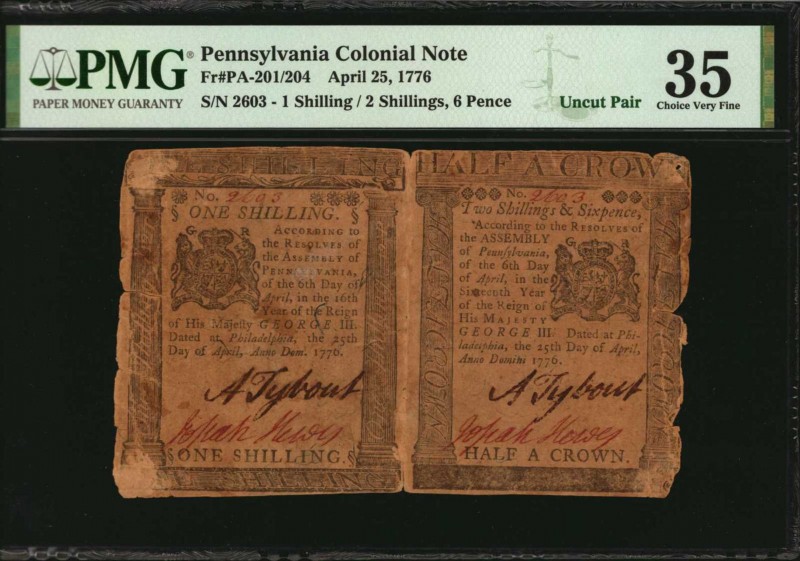 PMG®
PAPER MONEY GUARANTY
Pennsylvania Colonial Note
Fr#PA-201/204 April 25, 1776
S/N 2603 - 1 Shilling / 2 Shillings, 6 Pence
Uncut Pair
35
Choice Very Fine
SHILLING
No. 2603
§ ONE SHILLING. §
G R
ACCORDING to
the RESOLVES of
the ASSEMBLY of
PENNSYLVANIA,
of the 6th Day of
April, in the 16th
Year of the Reign
of His Majesty GEORGE III.
Dated at Philadelphia, the 25th
Day of April, Anno Dom. 1776.
A Tybout
Josiah Hewes
§ ONE SHILLING. §
SHILLING
HALF A CROWN
No. 2603
Two Shillings & Sixpence,
According to the RESOLVES of
the ASSEMBLY
of Pennsylvania,
of the 6th Day
of April, in the
Sixteenth Year
of the Reign of
His MAJESTY
G R
GEORGE III. Dated at Phi-
ladelphia, the 25th Day of April,
Anno Domini 1776.
A Tybout
Josiah Hewes
HALF A CROWN.